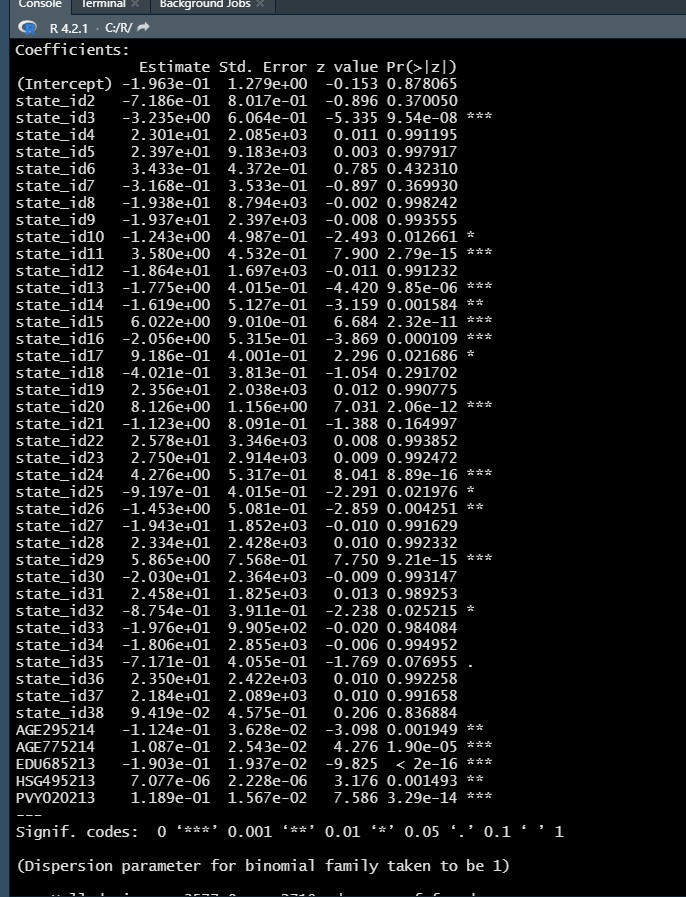 Console Terminal × Background Jobs ×
R 4.2.1 · C:/R/
Coefficients:
Estimate Std. Error z value Pr(>|z|)
(Intercept) -1.963e-01 1.279e+00 -0.153 0.878065
state_id2 -7.186e-01 8.017e-01 -0.896 0.370050
state_id3 -3.235e+00 6.064e-01 -5.335 9.54e-08 ***
state_id4 2.301e+01 2.085e+03 0.011 0.991195
state_id5 2.397e+01 9.183e+03 0.003 0.997917
state_id6 3.433e-01 4.372e-01 0.785 0.432310
state_id7 -3.168e-01 3.533e-01 -0.897 0.369930
state_id8 -1.938e+01 8.794e+03 -0.002 0.998242
state_id9 -1.937e+01 2.397e+03 -0.008 0.993555
state_id10 -1.243e+00 4.987e-01 -2.493 0.012661 *
state_id11 3.580e+00 4.532e-01 7.900 2.79e-15 ***
state_id12 -1.864e+01 1.697e+03 -0.011 0.991232
state_id13 -1.775e+00 4.015e-01 -4.420 9.85e-06 ***
state_id14 -1.619e+00 5.127e-01 -3.159 0.001584 **
state_id15 6.022e+00 9.010e-01 6.684 2.32e-11 ***
state_id16 -2.056e+00 5.315e-01 -3.869 0.000109 ***
state_id17 9.186e-01 4.001e-01 2.296 0.021686 *
state_id18 -4.021e-01 3.813e-01 -1.054 0.291702
state_id19 2.356e+01 2.038e+03 0.012 0.990775
state_id20 8.126e+00 1.156e+00 7.031 2.06e-12 ***
state_id21 -1.123e+00 8.091e-01 -1.388 0.164997
state_id22 2.578e+01 3.346e+03 0.008 0.993852
state_id23 2.750e+01 2.914e+03 0.009 0.992472
state_id24 4.276e+00 5.317e-01 8.041 8.89e-16 ***
state_id25 -9.197e-01 4.015e-01 -2.291 0.021976 *
state_id26 -1.453e+00 5.081e-01 -2.859 0.004251 **
state_id27 -1.943e+01 1.852e+03 -0.010 0.991629
state_id28 2.334e+01 2.428e+03 0.010 0.992332
state_id29 5.865e+00 7.568e-01 7.750 9.21e-15 ***
state_id30 -2.030e+01 2.364e+03 -0.009 0.993147
state_id31 2.458e+01 1.825e+03 0.013 0.989253
state_id32 -8.754e-01 3.911e-01 -2.238 0.025215 *
state_id33 -1.976e+01 9.905e+02 -0.020 0.984084
state_id34 -1.806e+01 2.855e+03 -0.006 0.994952
state_id35 -7.171e-01 4.055e-01 -1.769 0.076955 .
state_id36 2.350e+01 2.422e+03 0.010 0.992258
state_id37 2.184e+01 2.089e+03 0.010 0.991658
state_id38 9.419e-02 4.575e-01 0.206 0.836884
AGE295214 -1.124e-01 3.628e-02 -3.098 0.001949 **
AGE775214 1.087e-01 2.543e-02 4.276 1.90e-05 ***
EDU685213 -1.903e-01 1.937e-02 -9.825 < 2e-16 ***
HSG495213 7.077e-06 2.228e-06 3.176 0.001493 **
PVY020213 1.189e-01 1.567e-02 7.586 3.29e-14 ***
---
Signif. codes: 0 ‘***’ 0.001 ‘**’ 0.01 ‘*’ 0.05 ‘.’ 0.1 ‘ ’ 1
(Dispersion parameter for binomial family taken to be 1)